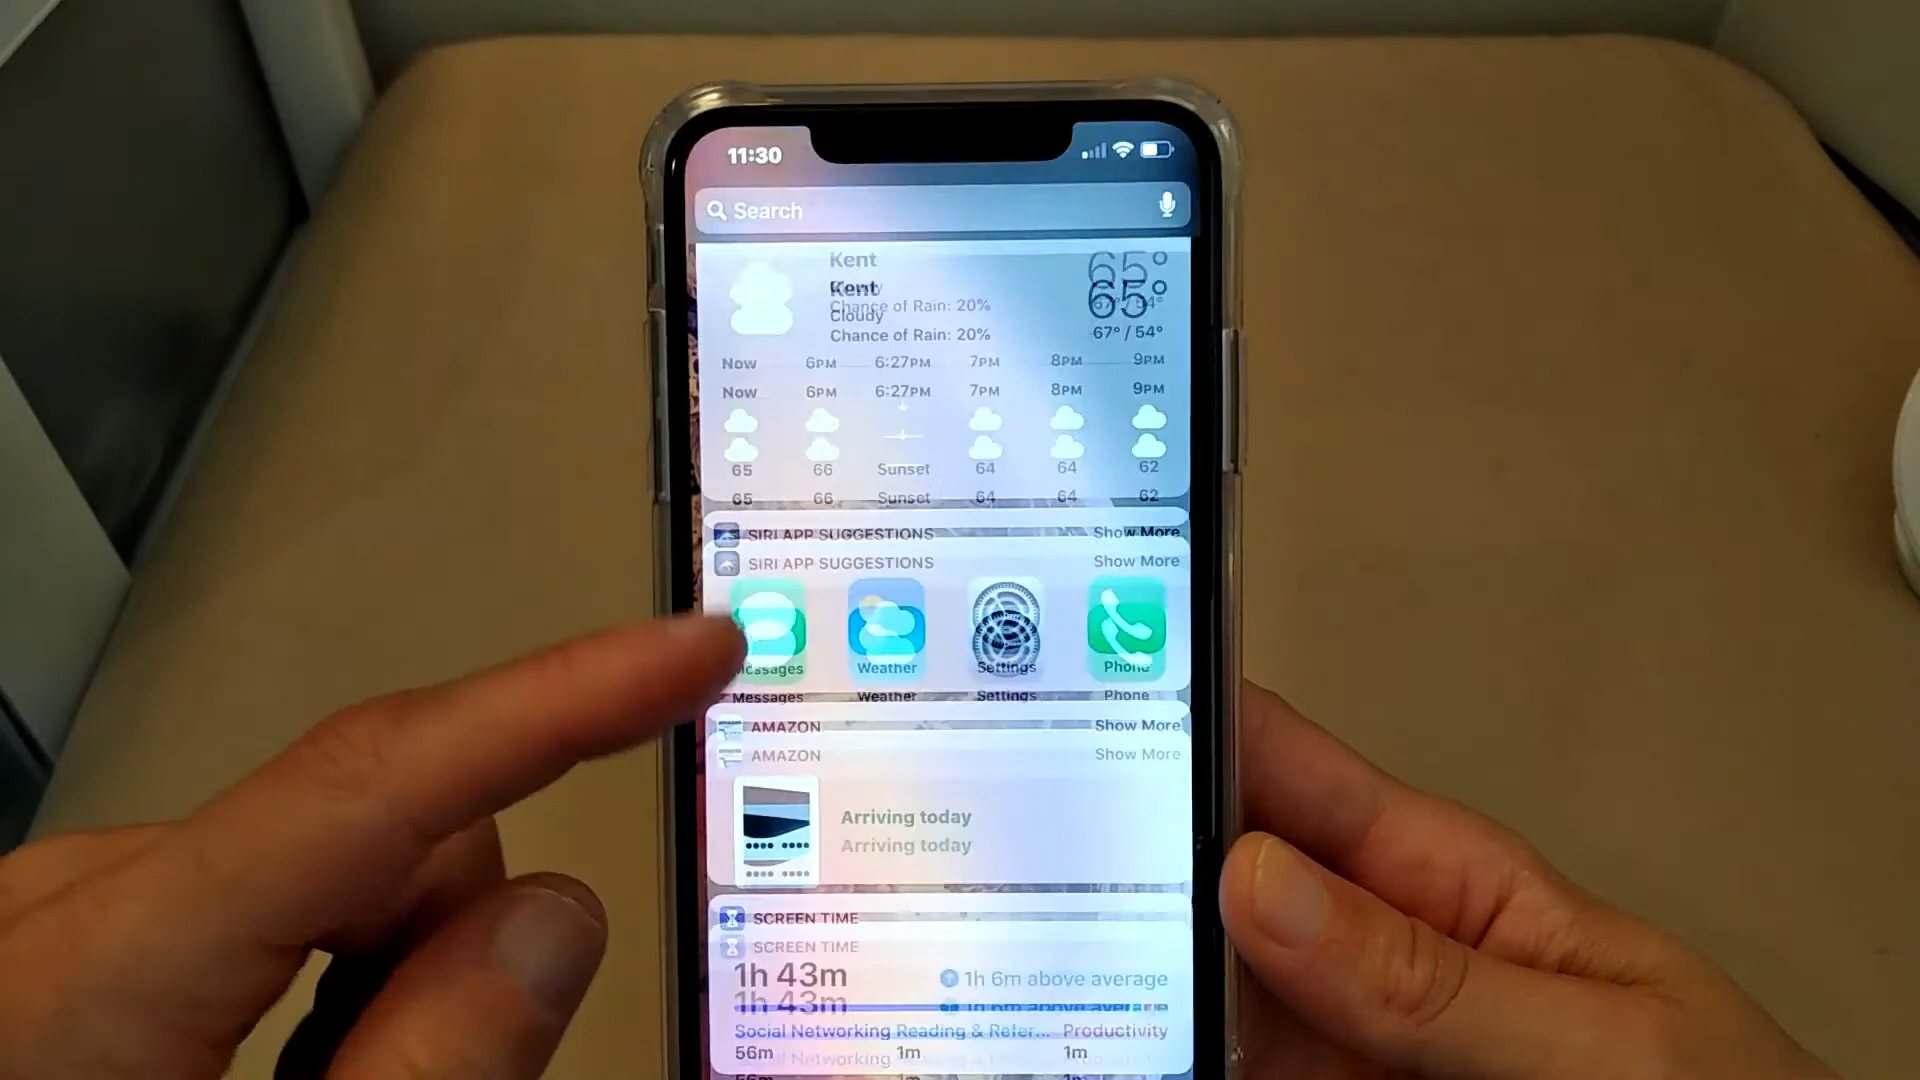 11:30
Search
Kent
65°
Kent
65°
Chance of Rain: 20%
67° / 54°
Cloudy
Chance of Rain: 20%
67° / 54°
Now 6PM 6:27PM 7PM 8PM 9PM
Now 6PM 6:27PM 7PM 8PM 9PM
65 66 Sunset 64 64 62
65 66 Sunset 64 64 62
SIRI APP SUGGESTIONS Show More
SIRI APP SUGGESTIONS Show More
Messages Weather Settings Phone
Messages Weather Settings Phone
AMAZON Show More
AMAZON Show More
Arriving today
Arriving today
SCREEN TIME
SCREEN TIME
1h 43m 1h 6m above average
1h 43m 1h 6m above average
Social Networking Reading & Refer... Productivity
56m 1m 1m
Social Networking
56m 1m 1m